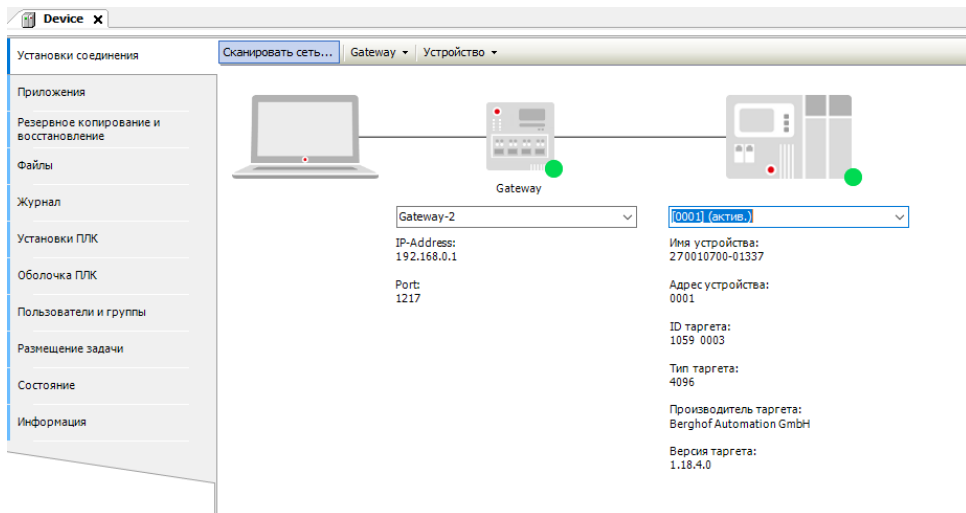 Device
Установки соединения
Приложения
Резервное копирование и
восстановление
Файлы
Журнал
Установки ПЛК
Оболочка ПЛК
Пользователи и группы
Размещение задачи
Состояние
Информация
Сканировать сеть... Gateway Устройство
Gateway
Gateway-2
IP-Address:
192.168.0.1
Port:
1217
[0001] (актив.)
Имя устройства:
270010700-01337
Адрес устройства:
0001
ID таргета:
1059 0003
Тип таргета:
4096
Производитель таргета:
Berghof Automation GmbH
Версия таргета:
1.18.4.0